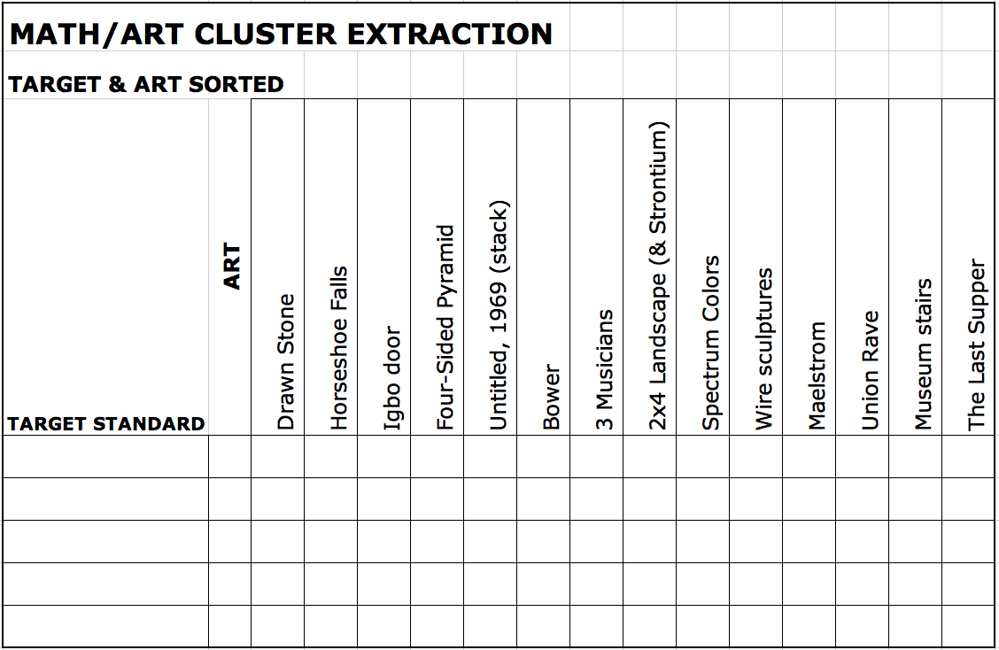 MATH/ART CLUSTER EXTRACTION
TARGET & ART SORTED
TARGET STANDARD
ART
Drawn Stone
Horseshoe Falls
Igbo door
Four-Sided Pyramid
Untitled, 1969 (stack)
Bower
3 Musicians
2x4 Landscape (& Strontium)
Spectrum Colors
Wire sculptures
Maelstrom
Union Rave
Museum stairs
The Last Supper